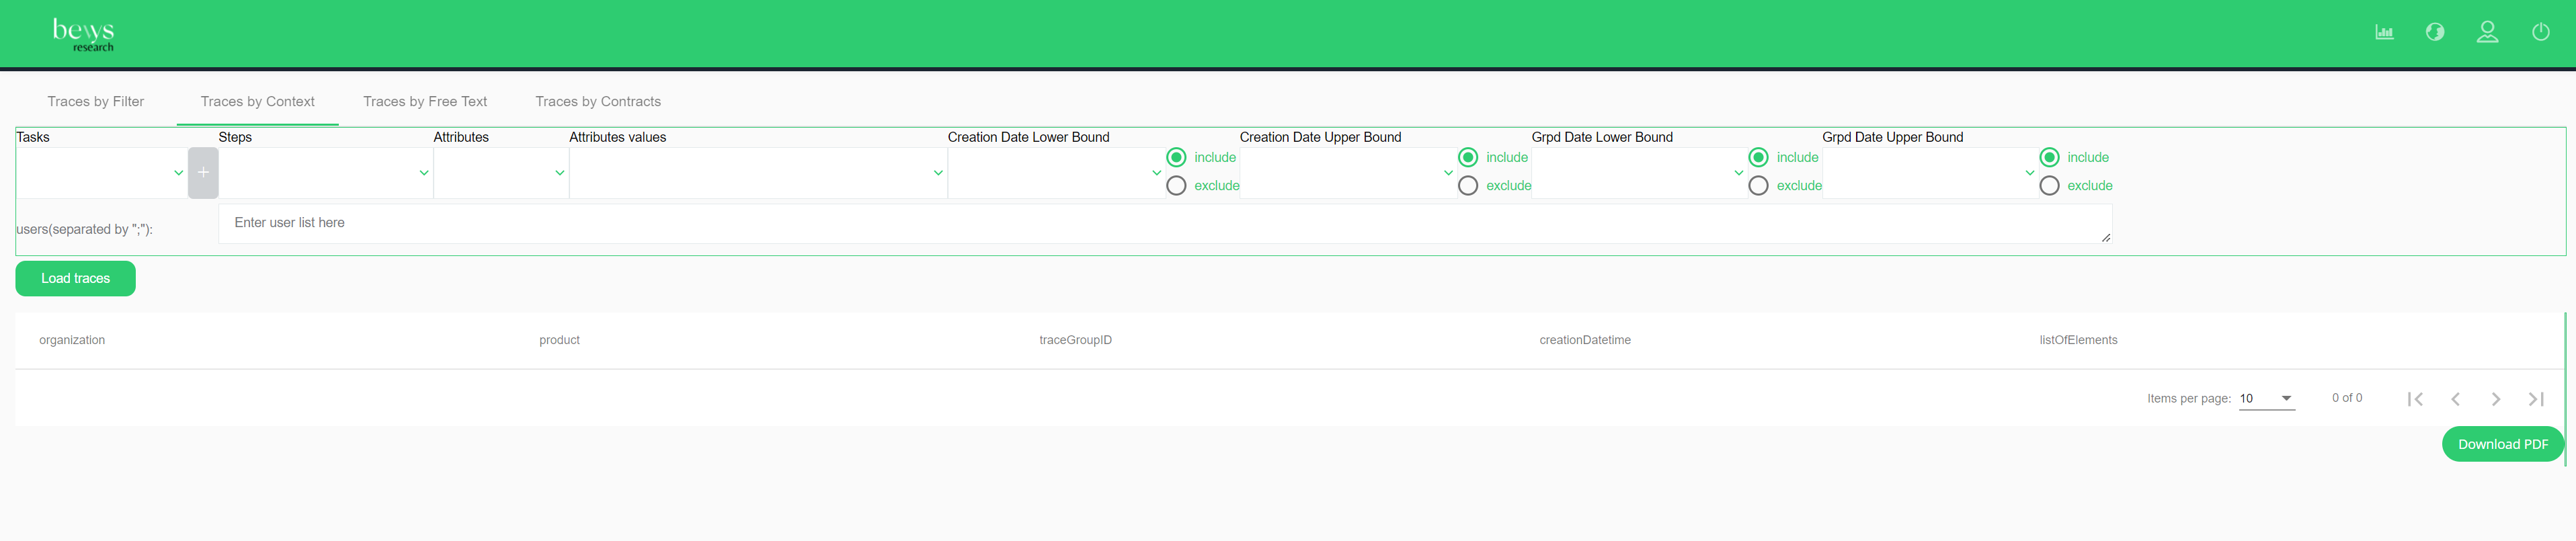 bewys
research
Traces by Filter Traces by Context Traces by Free Text Traces by Contracts
Tasks Steps Attributes Attributes values Creation Date Lower Bound Creation Date Upper Bound Grpd Date Lower Bound Grpd Date Upper Bound
+ include include include include
exclude exclude exclude exclude
users(separated by ";"): Enter user list here
Load traces
organization product traceGroupID creationDatetime listOfElements
Items per page: 10 0 of 0
Download PDF